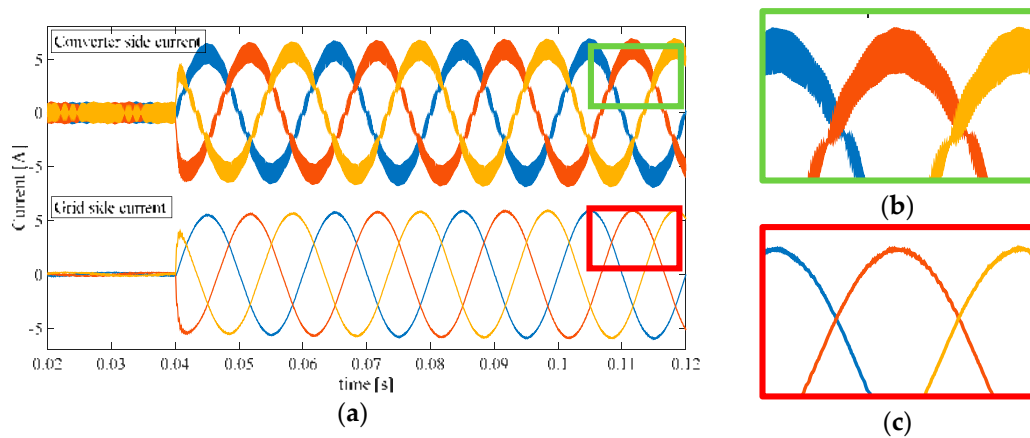 Converter side current
5
0
-5
Current [A]
Grid side current
5
0
-5
0.02 0.03 0.04 0.05 0.06 0.07 0.08 0.09 0.1 0.11 0.12
time [s]
(a)
(b)
(c)